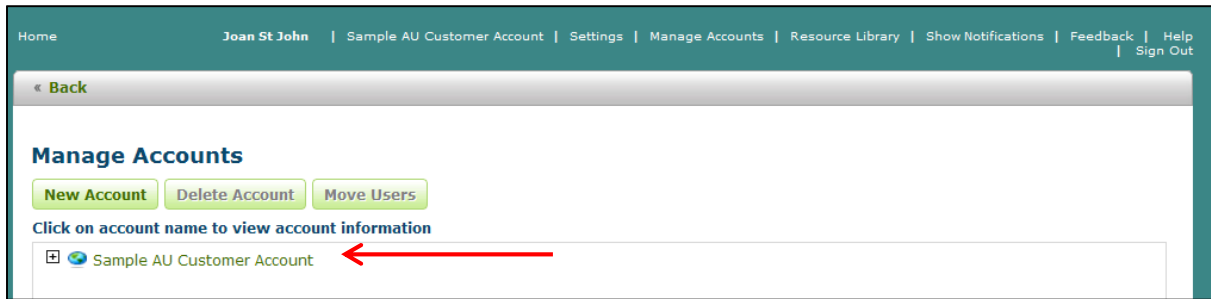 Home Joan St John | Sample AU Customer Account | Settings | Manage Accounts | Resource Library | Show Notifications | Feedback | Help
| Sign Out
« Back
Manage Accounts
New Account Delete Account Move Users
Click on account name to view account information
Sample AU Customer Account